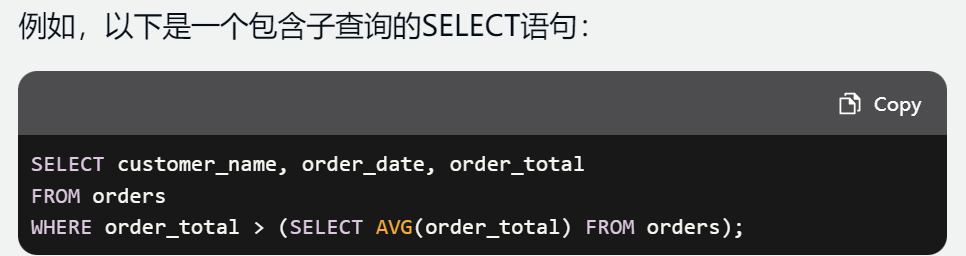 例如，以下是一个包含子查询的SELECT语句：
Copy
SELECT customer_name, order_date, order_total
FROM orders
WHERE order_total > (SELECT AVG(order_total) FROM orders);